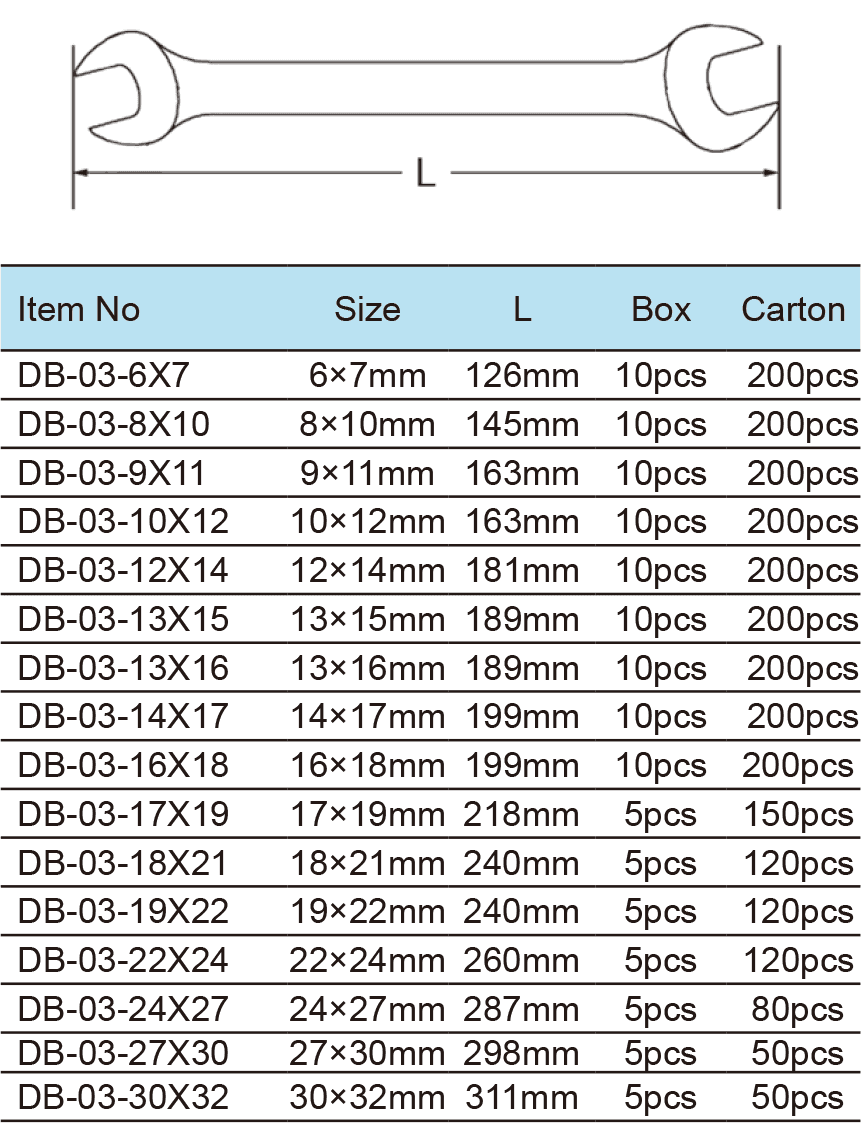 L
Item No Size L Box Carton
DB-03-6X7 6×7mm 126mm 10pcs 200pcs
DB-03-8X10 8×10mm 145mm 10pcs 200pcs
DB-03-9X11 9×11mm 163mm 10pcs 200pcs
DB-03-10X12 10×12mm 163mm 10pcs 200pcs
DB-03-12X14 12×14mm 181mm 10pcs 200pcs
DB-03-13X15 13×15mm 189mm 10pcs 200pcs
DB-03-13X16 13×16mm 189mm 10pcs 200pcs
DB-03-14X17 14×17mm 199mm 10pcs 200pcs
DB-03-16X18 16×18mm 199mm 10pcs 200pcs
DB-03-17X19 17×19mm 218mm 5pcs 150pcs
DB-03-18X21 18×21mm 240mm 5pcs 120pcs
DB-03-19X22 19×22mm 240mm 5pcs 120pcs
DB-03-22X24 22×24mm 260mm 5pcs 120pcs
DB-03-24X27 24×27mm 287mm 5pcs 80pcs
DB-03-27X30 27×30mm 298mm 5pcs 50pcs
DB-03-30X32 30×32mm 311mm 5pcs 50pcs